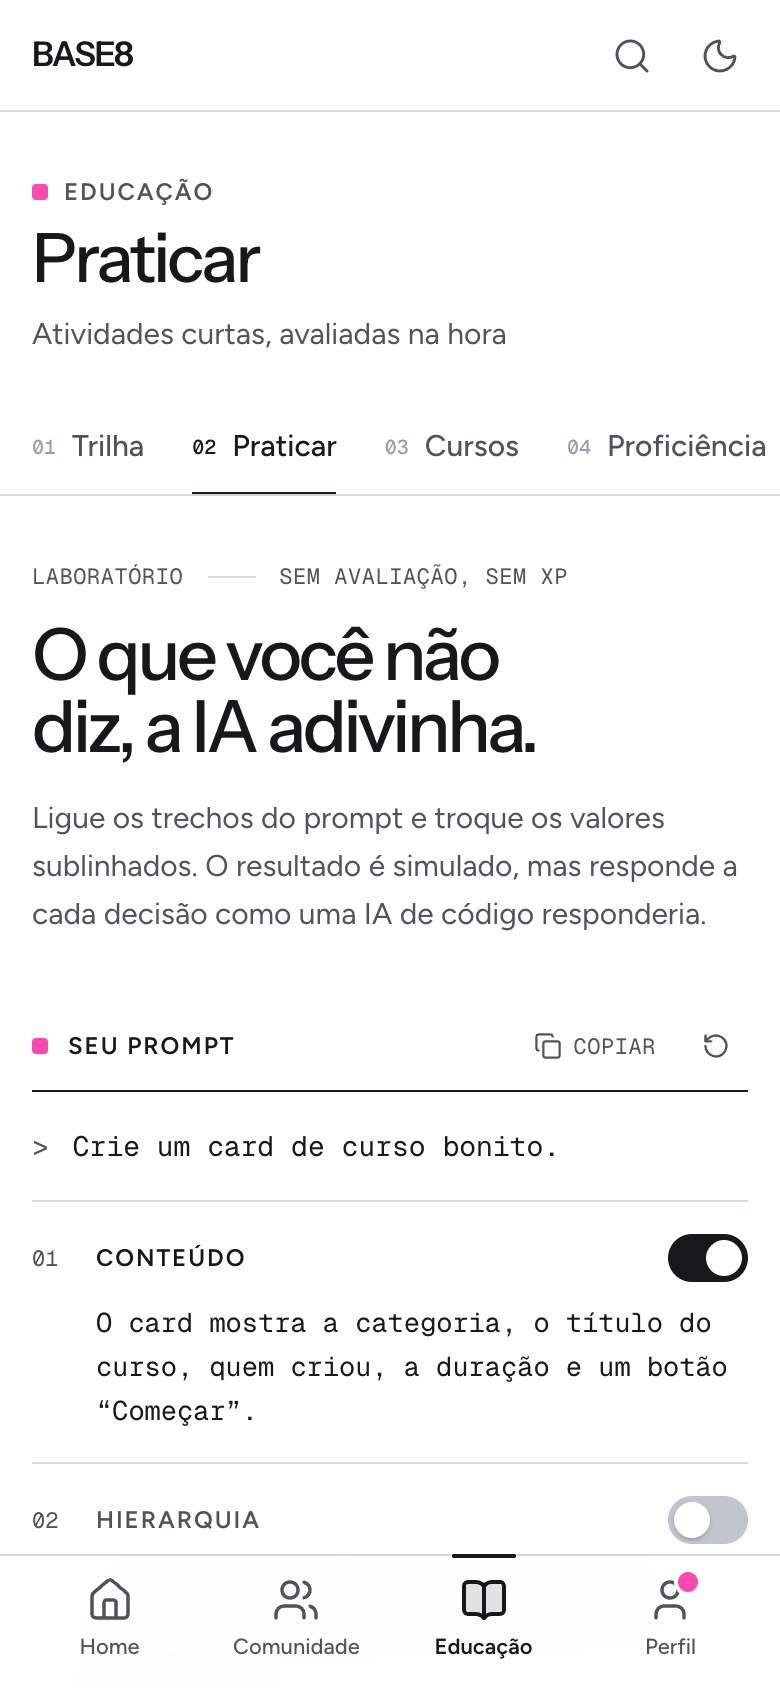 BASE8
EDUCAÇÃO
Praticar
Atividades curtas, avaliadas na hora
01 Trilha 02 Praticar 03 Cursos 04 Proficiência
LABORATÓRIO SEM AVALIAÇÃO, SEM XP
O que você não
diz, a IA adivinha.
Ligue os trechos do prompt e troque os valores
sublinhados. O resultado é simulado, mas responde a
cada decisão como uma IA de código responderia.
SEU PROMPT COPIAR
> Crie um card de curso bonito.
01 CONTEÚDO
O card mostra a categoria, o título do
curso, quem criou, a duração e um botão
“Começar”.
02 HIERARQUIA
Home Comunidade Educação Perfil